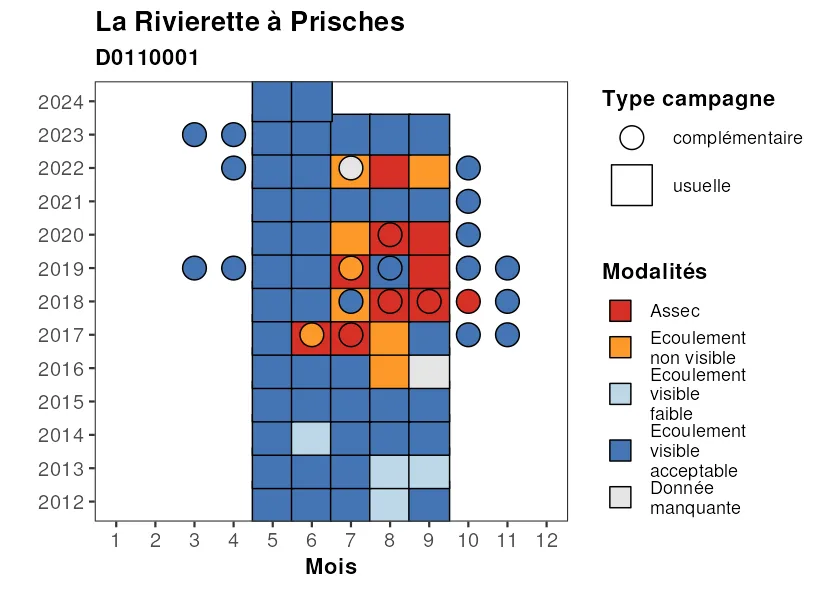 La Rivierette à Prisches
D0110001
2024
2023
2022
2021
2020
2019
2018
2017
2016
2015
2014
2013
2012
1 2 3 4 5 6 7 8 9 10 11 12
Mois
Type campagne
complémentaire
usuelle
Modalités
Assec
Ecoulement
non visible
Ecoulement
visible
faible
Ecoulement
visible
acceptable
Donnée
manquante